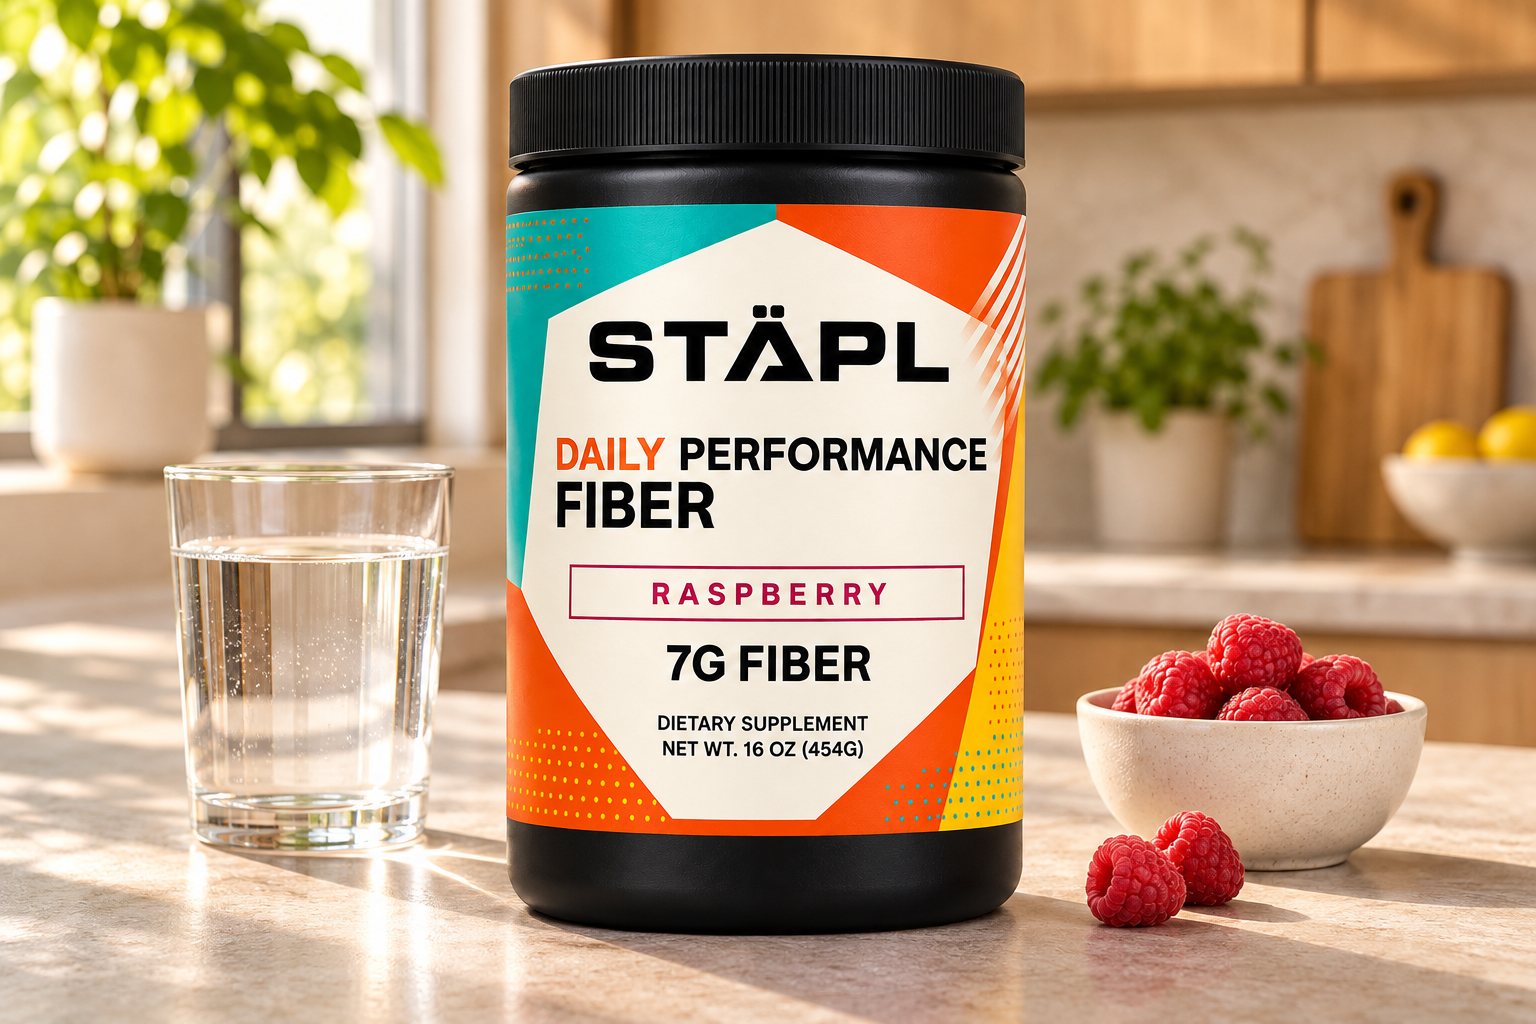 STÄPL
DAILY PERFORMANCE
FIBER
RASPBERRY
7G FIBER
DIETARY SUPPLEMENT
NET WT. 16 OZ (454G)